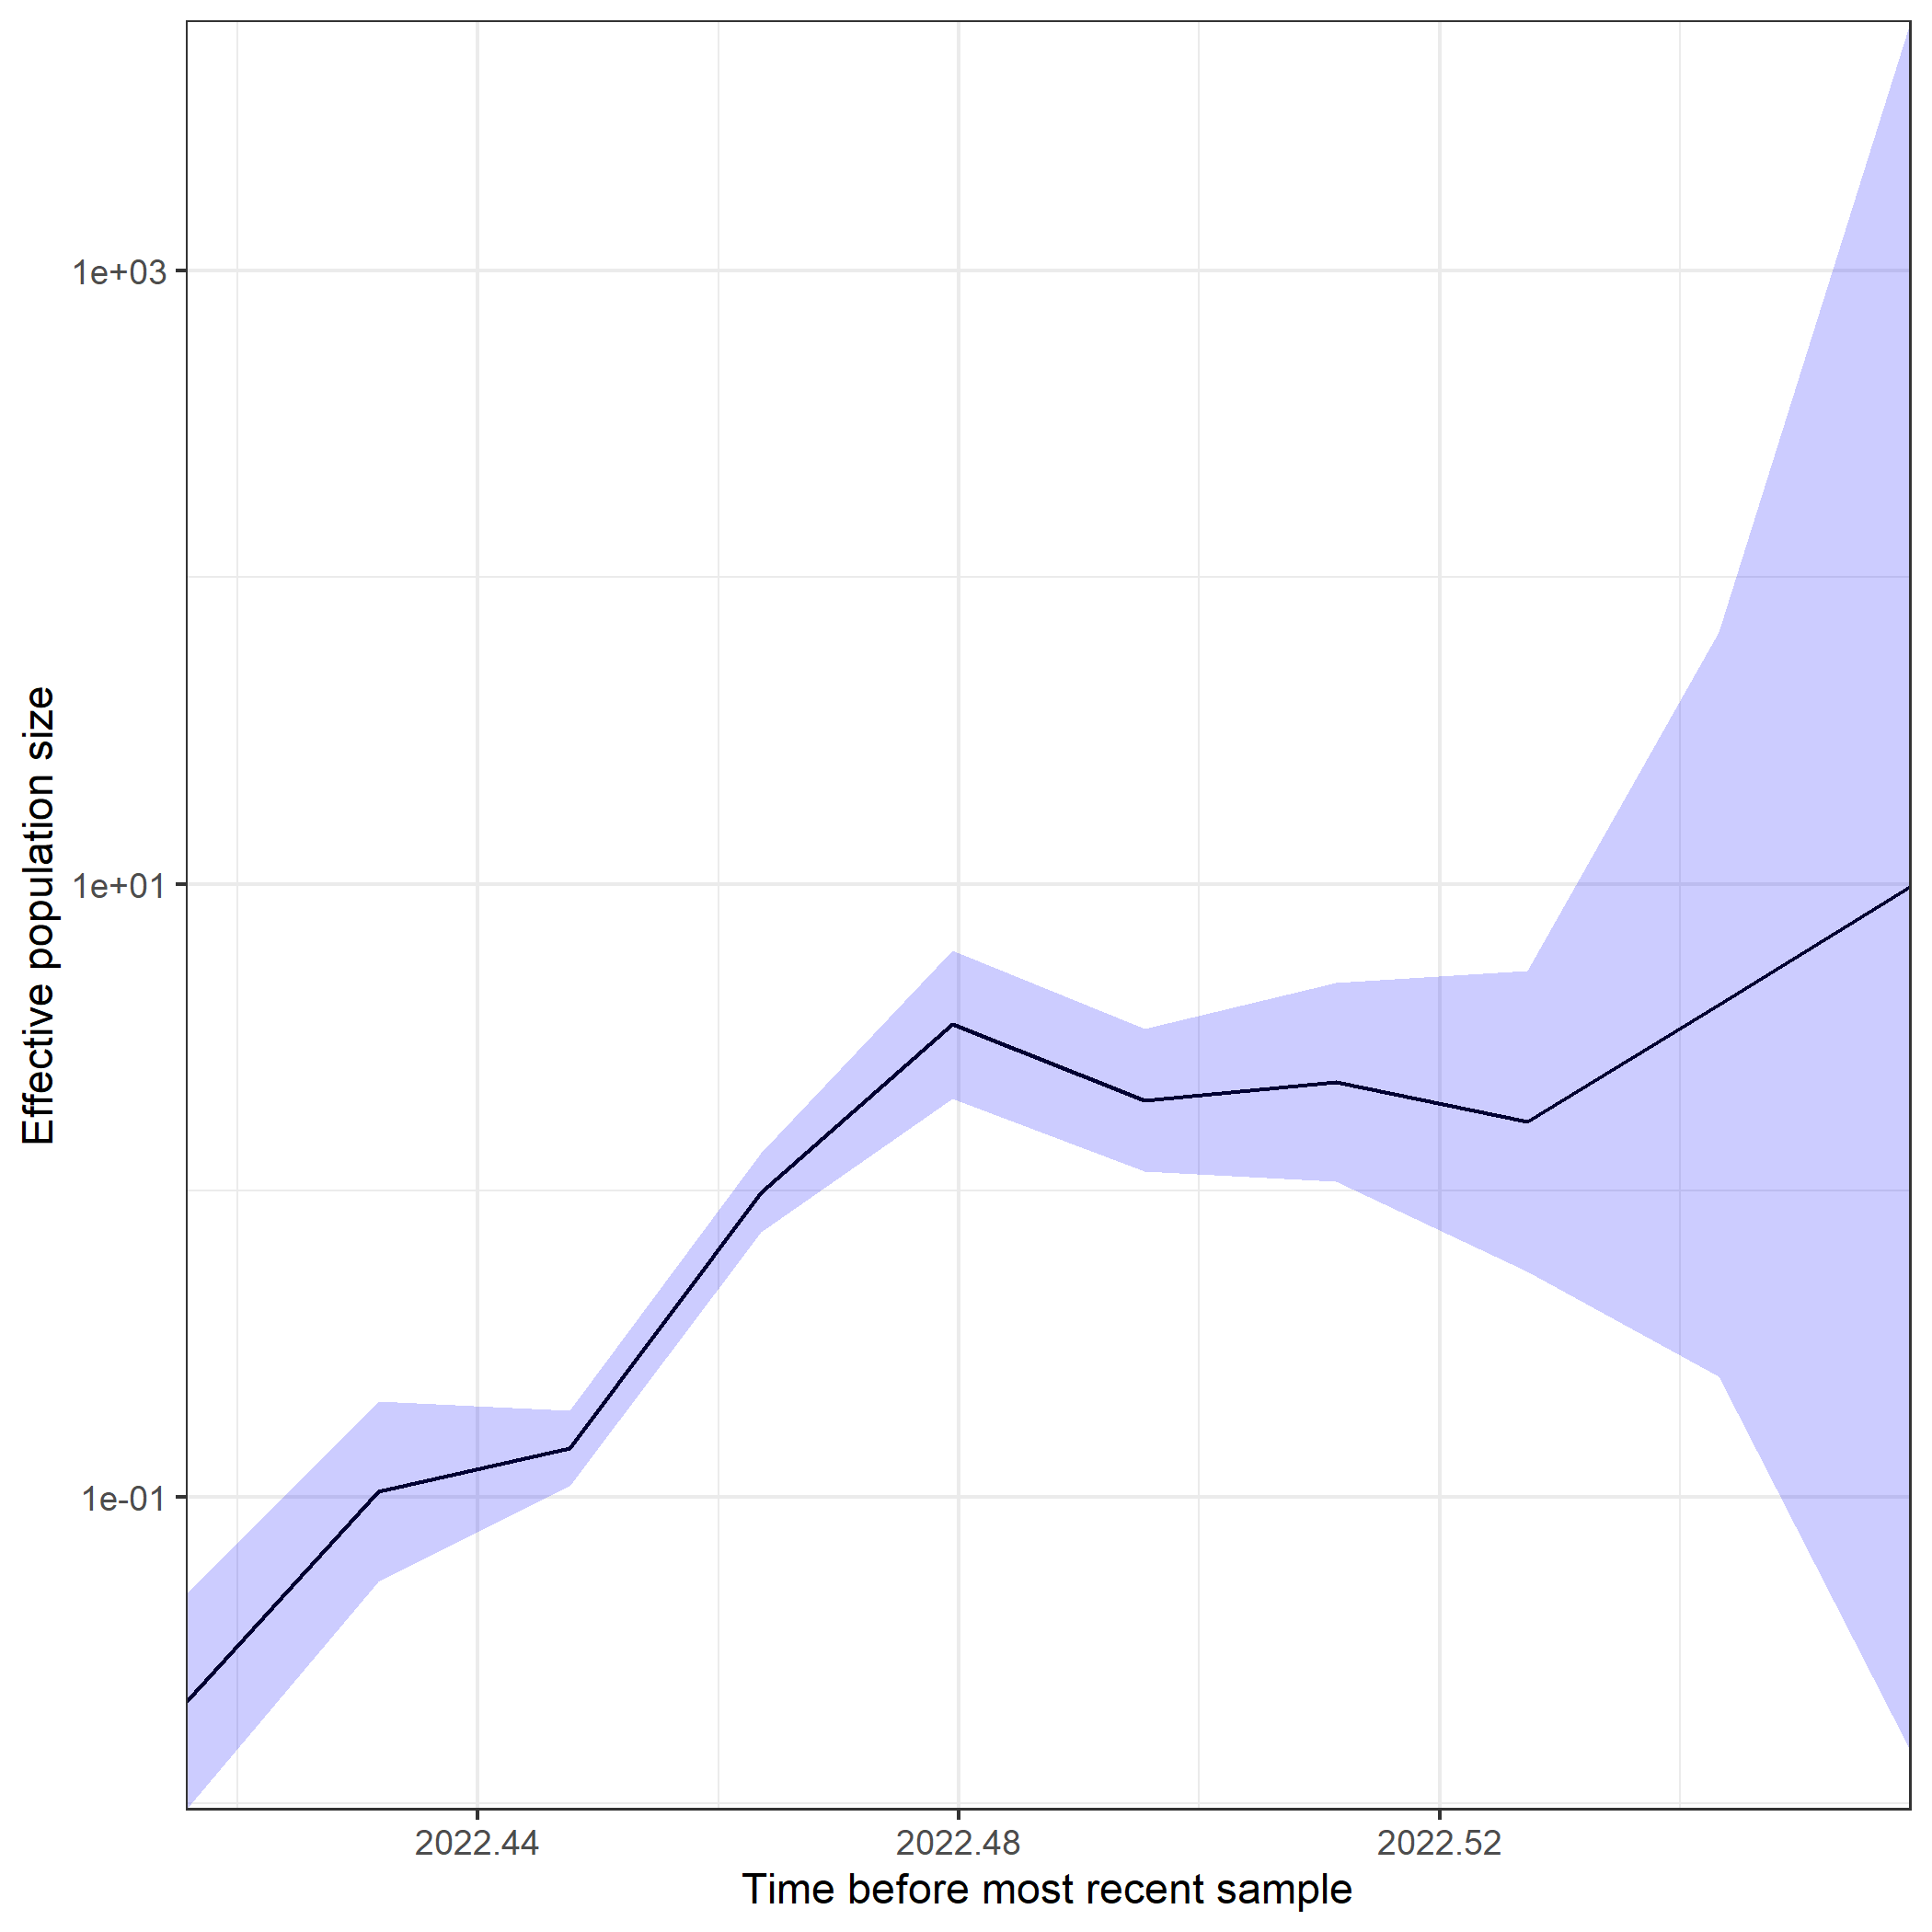 Effective population size
1e+03
1e+01
1e-01
2022.44
2022.48
2022.52
Time before most recent sample